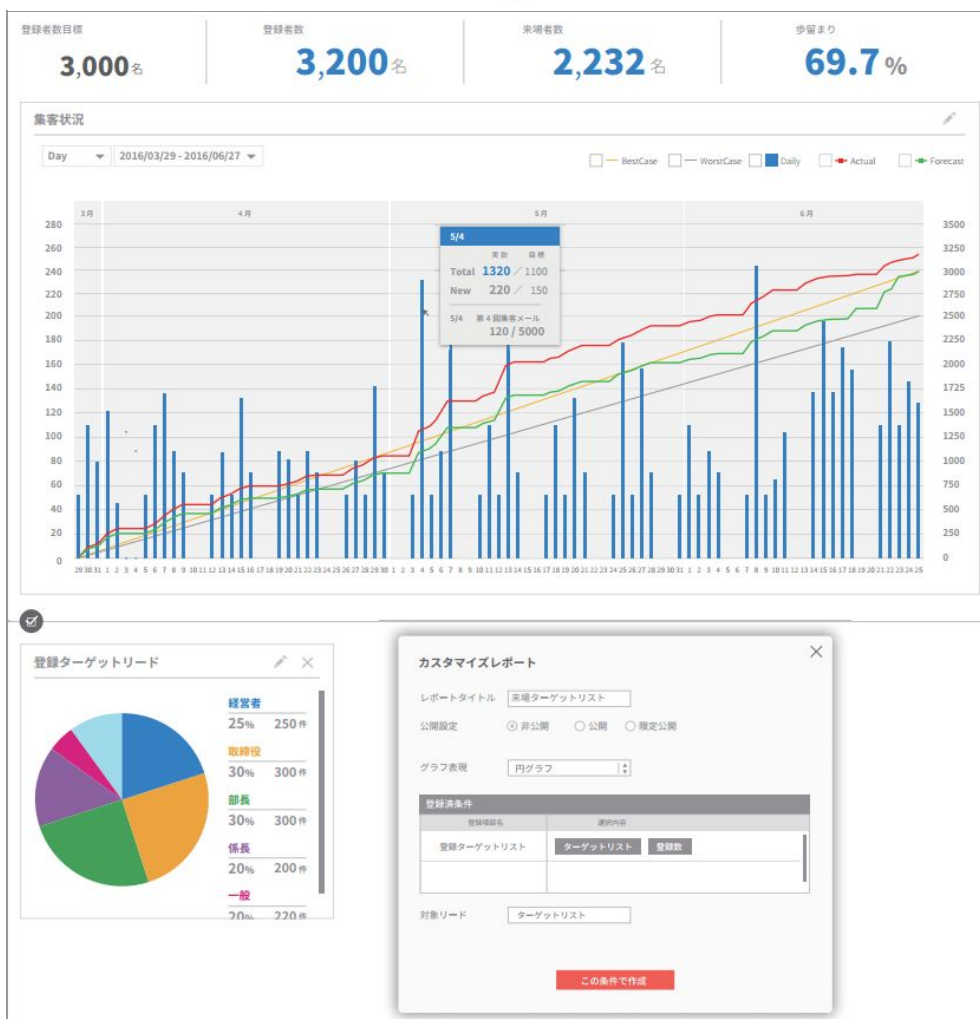 登録者数目標 登録者数 来場者数 歩留まり
3,000名 3,200名 2,232名 69.7%
集客状況
Day 2016/03/29 - 2016/06/27
BestCase WorstCase Daily Actual Forecast
3月 4月 5月 6月
280 3500
260 3250
240 3000
220 2750
200 2500
180 2250
160 2000
140 1725
120 1500
100 1250
80 1000
60 750
40 500
20 250
0 0
5/4
実数 目標
Total 1320 / 1100
New 220 / 150
5/4 第4回集客メール
120 / 5000
29 30 31 1 2 3 4 5 6 7 8 9 10 11 12 13 14 15 16 17 18 19 20 21 22 23 24 25 26 27 28 29 30 1 2 3 4 5 6 7 8 9 10 11 12 13 14 15 16 17 18 19 20 21 22 23 24 25 26 27 28 29 30 31 1 2 3 4 5 6 7 8 9 10 11 12 13 14 15 16 17 18 19 20 21 22 23 24 25
登録ターゲットリード
経営者
25% 250件
取締役
30% 300件
部長
30% 300件
係長
20% 200件
一般
20% 220件
カスタマイズレポート
レポートタイトル 来場ターゲットリスト
公開設定 非公開 公開 限定公開
グラフ表現 円グラフ
登録済条件
登録項目名 選択内容
登録ターゲットリスト ターゲットリスト 登録数
対象リード ターゲットリスト
この条件で作成